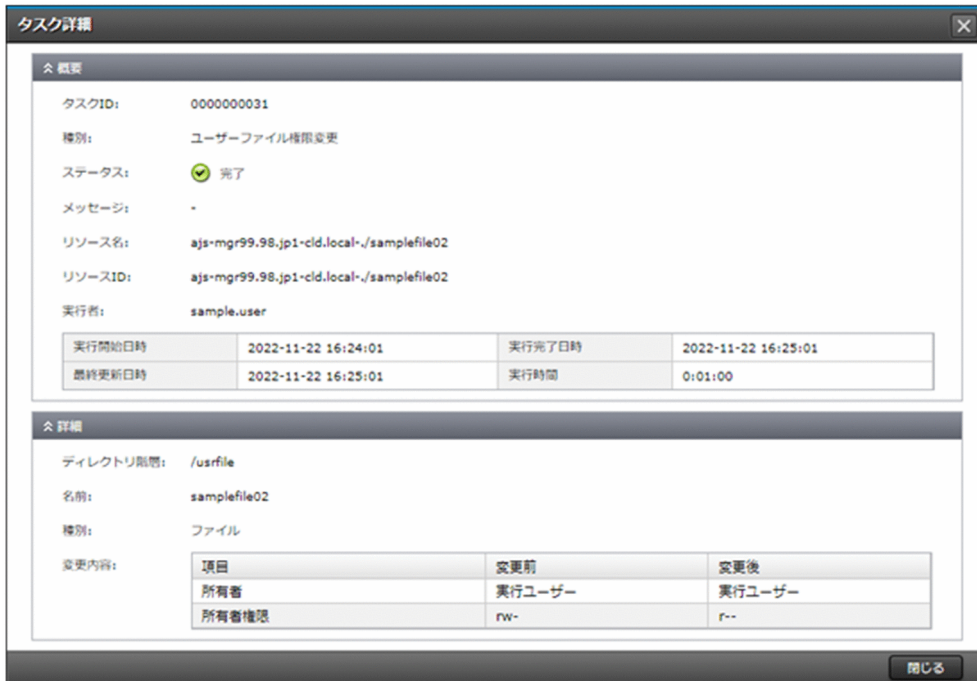 タスク詳細
概要
タスクID: 0000000031
種別: ユーザーファイル権限変更
ステータス: 完了
メッセージ: -
リソース名: ajs-mgr99.98.jp1-cld.local-./samplefile02
リソースID: ajs-mgr99.98.jp1-cld.local-./samplefile02
実行者: sample.user
実行開始日時 2022-11-22 16:24:01 実行完了日時 2022-11-22 16:25:01
最終更新日時 2022-11-22 16:25:01 実行時間 0:01:00
詳細
ディレクトリ階層: /usrfile
名前: samplefile02
種別: ファイル
変更内容: 項目 変更前 変更後
所有者 実行ユーザー 実行ユーザー
所有者権限 rw- r--
閉じる